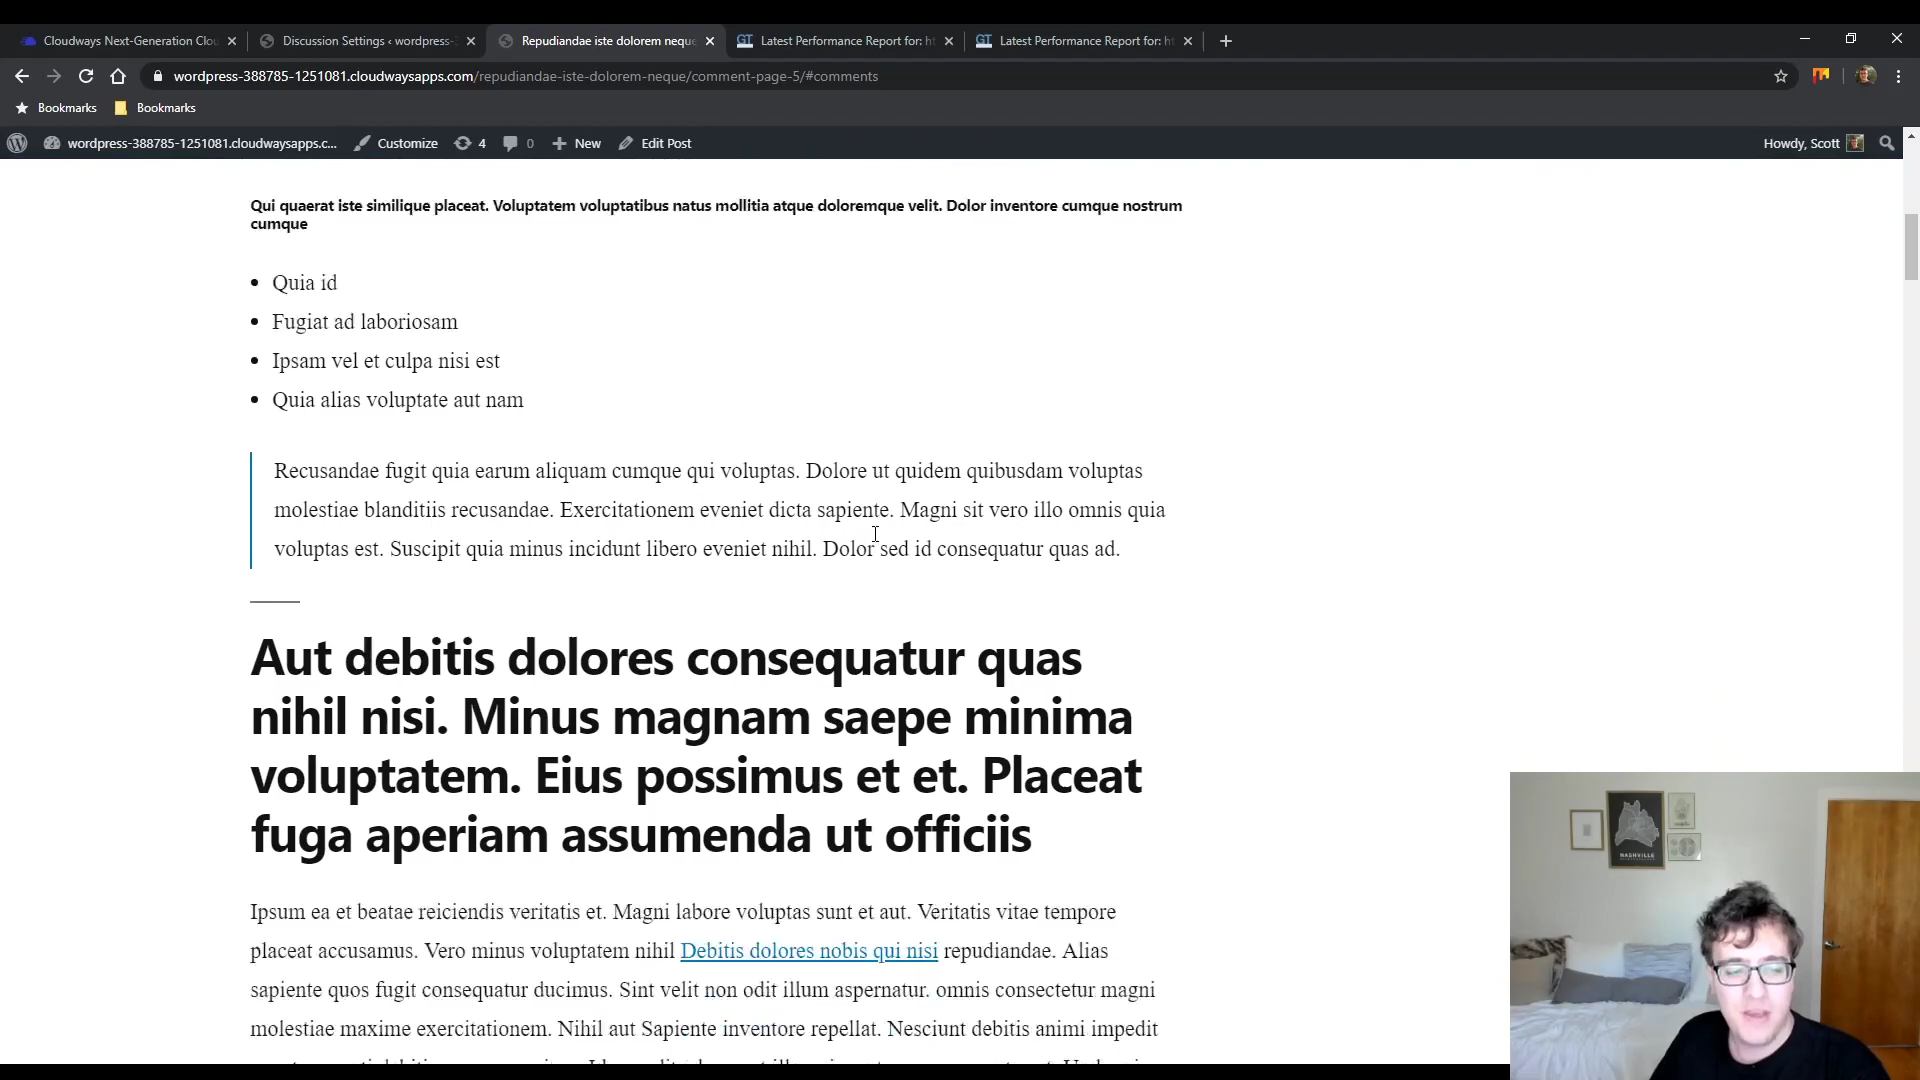 Cloudways Next-Generation Clou
Discussion Settings ‹ wordpress-
Repudiandae iste dolorem neque
GT Latest Performance Report for: ht
GT Latest Performance Report for: ht
wordpress-388785-1251081.cloudwaysapps.com/repudiandae-iste-dolorem-neque/comment-page-5/#comments
Bookmarks
Bookmarks
wordpress-388785-1251081.cloudwaysapps.c...
Customize
4
0
New
Edit Post
Howdy, Scott
Qui quaerat iste similique placeat. Voluptatem voluptatibus natus mollitia atque doloremque velit. Dolor inventore cumque nostrum
cumque
• Quia id
• Fugiat ad laboriosam
• Ipsam vel et culpa nisi est
• Quia alias voluptate aut nam
Recusandae fugit quia earum aliquam cumque qui voluptas. Dolore ut quidem quibusdam voluptas
molestiae blanditiis recusandae. Exercitationem eveniet dicta sapiente. Magni sit vero illo omnis quia
voluptas est. Suscipit quia minus incidunt libero eveniet nihil. Dolor sed id consequatur quas ad.
Aut debitis dolores consequatur quas
nihil nisi. Minus magnam saepe minima
voluptatem. Eius possimus et et. Placeat
fuga aperiam assumenda ut officiis
Ipsum ea et beatae reiciendis veritatis et. Magni labore voluptas sunt et aut. Veritatis vitae tempore
placeat accusamus. Vero minus voluptatem nihil Debitis dolores nobis qui nisi repudiandae. Alias
sapiente quos fugit consequatur ducimus. Sint velit non odit illum aspernatur. omnis consectetur magni
molestiae maxime exercitationem. Nihil aut Sapiente inventore repellat. Nesciunt debitis animi impedit
NASHVILLE